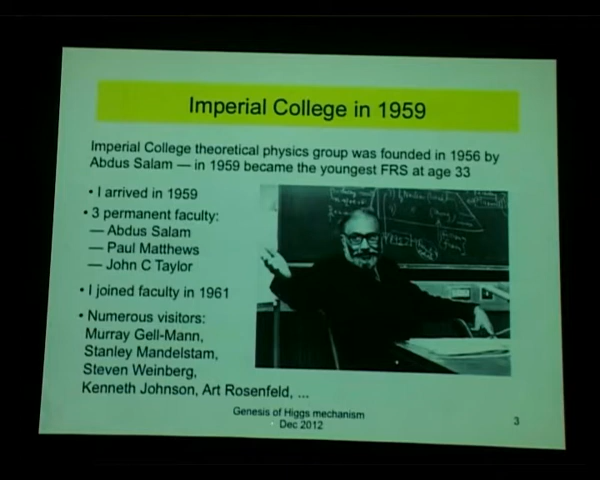 Imperial College in 1959
Imperial College theoretical physics group was founded in 1956 by
Abdus Salam — in 1959 became the youngest FRS at age 33
• I arrived in 1959
• 3 permanent faculty:
— Abdus Salam
— Paul Matthews
— John C Taylor
• I joined faculty in 1961
• Numerous visitors:
Murray Gell-Mann,
Stanley Mandelstam,
Steven Weinberg,
Kenneth Johnson, Art Rosenfeld, ...
Genesis of Higgs mechanism
Dec 2012
3